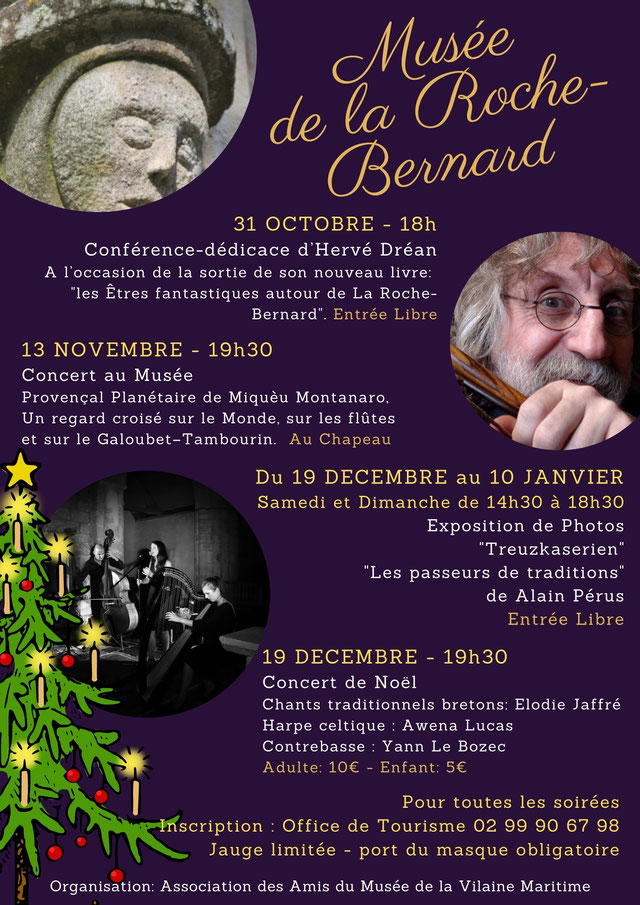 Musée
de la Roche-
Bernard
31 OCTOBRE - 18h
Conférence-dédicace d'Hervé Dréan
A l'occasion de la sortie de son nouveau livre:
"les Êtres fantastiques autour de La Roche-
Bernard". Entrée Libre
13 NOVEMBRE - 19h30
Concert au Musée
Provençal Planétaire de Miquèu Montanaro,
Un regard croisé sur le Monde, sur les flûtes
et sur le Galoubet–Tambourin. Au Chapeau
Du 19 DECEMBRE au 10 JANVIER
Samedi et Dimanche de 14h30 à 18h30
Exposition de Photos
"Treuzkaserien"
"Les passeurs de traditions"
de Alain Pérus
Entrée Libre
19 DECEMBRE - 19h30
Concert de Noël
Chants traditionnels bretons: Elodie Jaffré
Harpe celtique : Awena Lucas
Contrebasse : Yann Le Bozec
Adulte: 10€ - Enfant: 5€
Pour toutes les soirées
Inscription : Office de Tourisme 02 99 90 67 98
Jauge limitée - port du masque obligatoire
Organisation: Association des Amis du Musée de la Vilaine Maritime